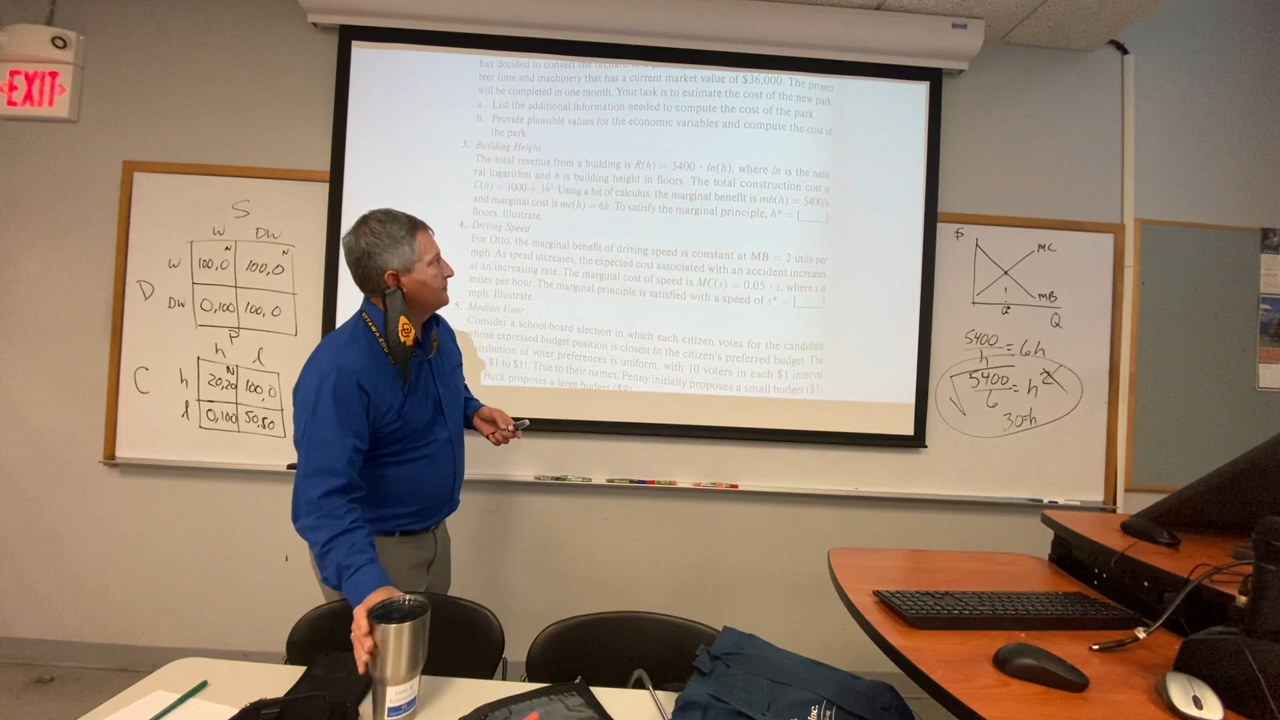 EXIT
has decided to convert the orchard
teer time and machinery that has a current market value of $36,000. The project
will be completed in one month. Your task is to estimate the cost of the new park
a. List the additional information needed to compute the cost of the park.
b. Provide plausible values for the economic variables and compute the cost of
the park.
3. Building Height
The total revenue from a building is R(h) = 5400 · ln(h), where ln is the natu-
ral logarithm and h is building height in floors. The total construction cost is
C(h) = 1000 + 3h². Using a bit of calculus, the marginal benefit is mb(h) = 5400/h
and marginal cost is mc(h) = 6h. To satisfy the marginal principle, h* = [____]
floors. Illustrate.
4. Driving Speed
For Otto, the marginal benefit of driving speed is constant at MB = 2 utils per
mph. As speed increases, the expected cost associated with an accident increases
at an increasing rate. The marginal cost of speed is MC(s) = 0.05 · s, where s is
miles per hour. The marginal principle is satisfied with a speed of s* = [____]
mph. Illustrate.
5. Median Voter
Consider a school-board election in which each citizen votes for the candidate
whose expressed budget position is closest to the citizen's preferred budget. The
distribution of voter preferences is uniform, with 10 voters in each $1 interval
$1 to $11. True to their names, Penny initially proposes a small budget ($3)
Buck proposes a large budget ($9).
S
W DW
N N
W 100,0 100,0
D
DW 0,100 100,0
P
h l
N
C h 20,20 100,0
l 0,100 50,50
$
MC
MB
Q
5400/h = 6h
√5400/6 = h²
30=h
OTTAWA.EDU
Inc.